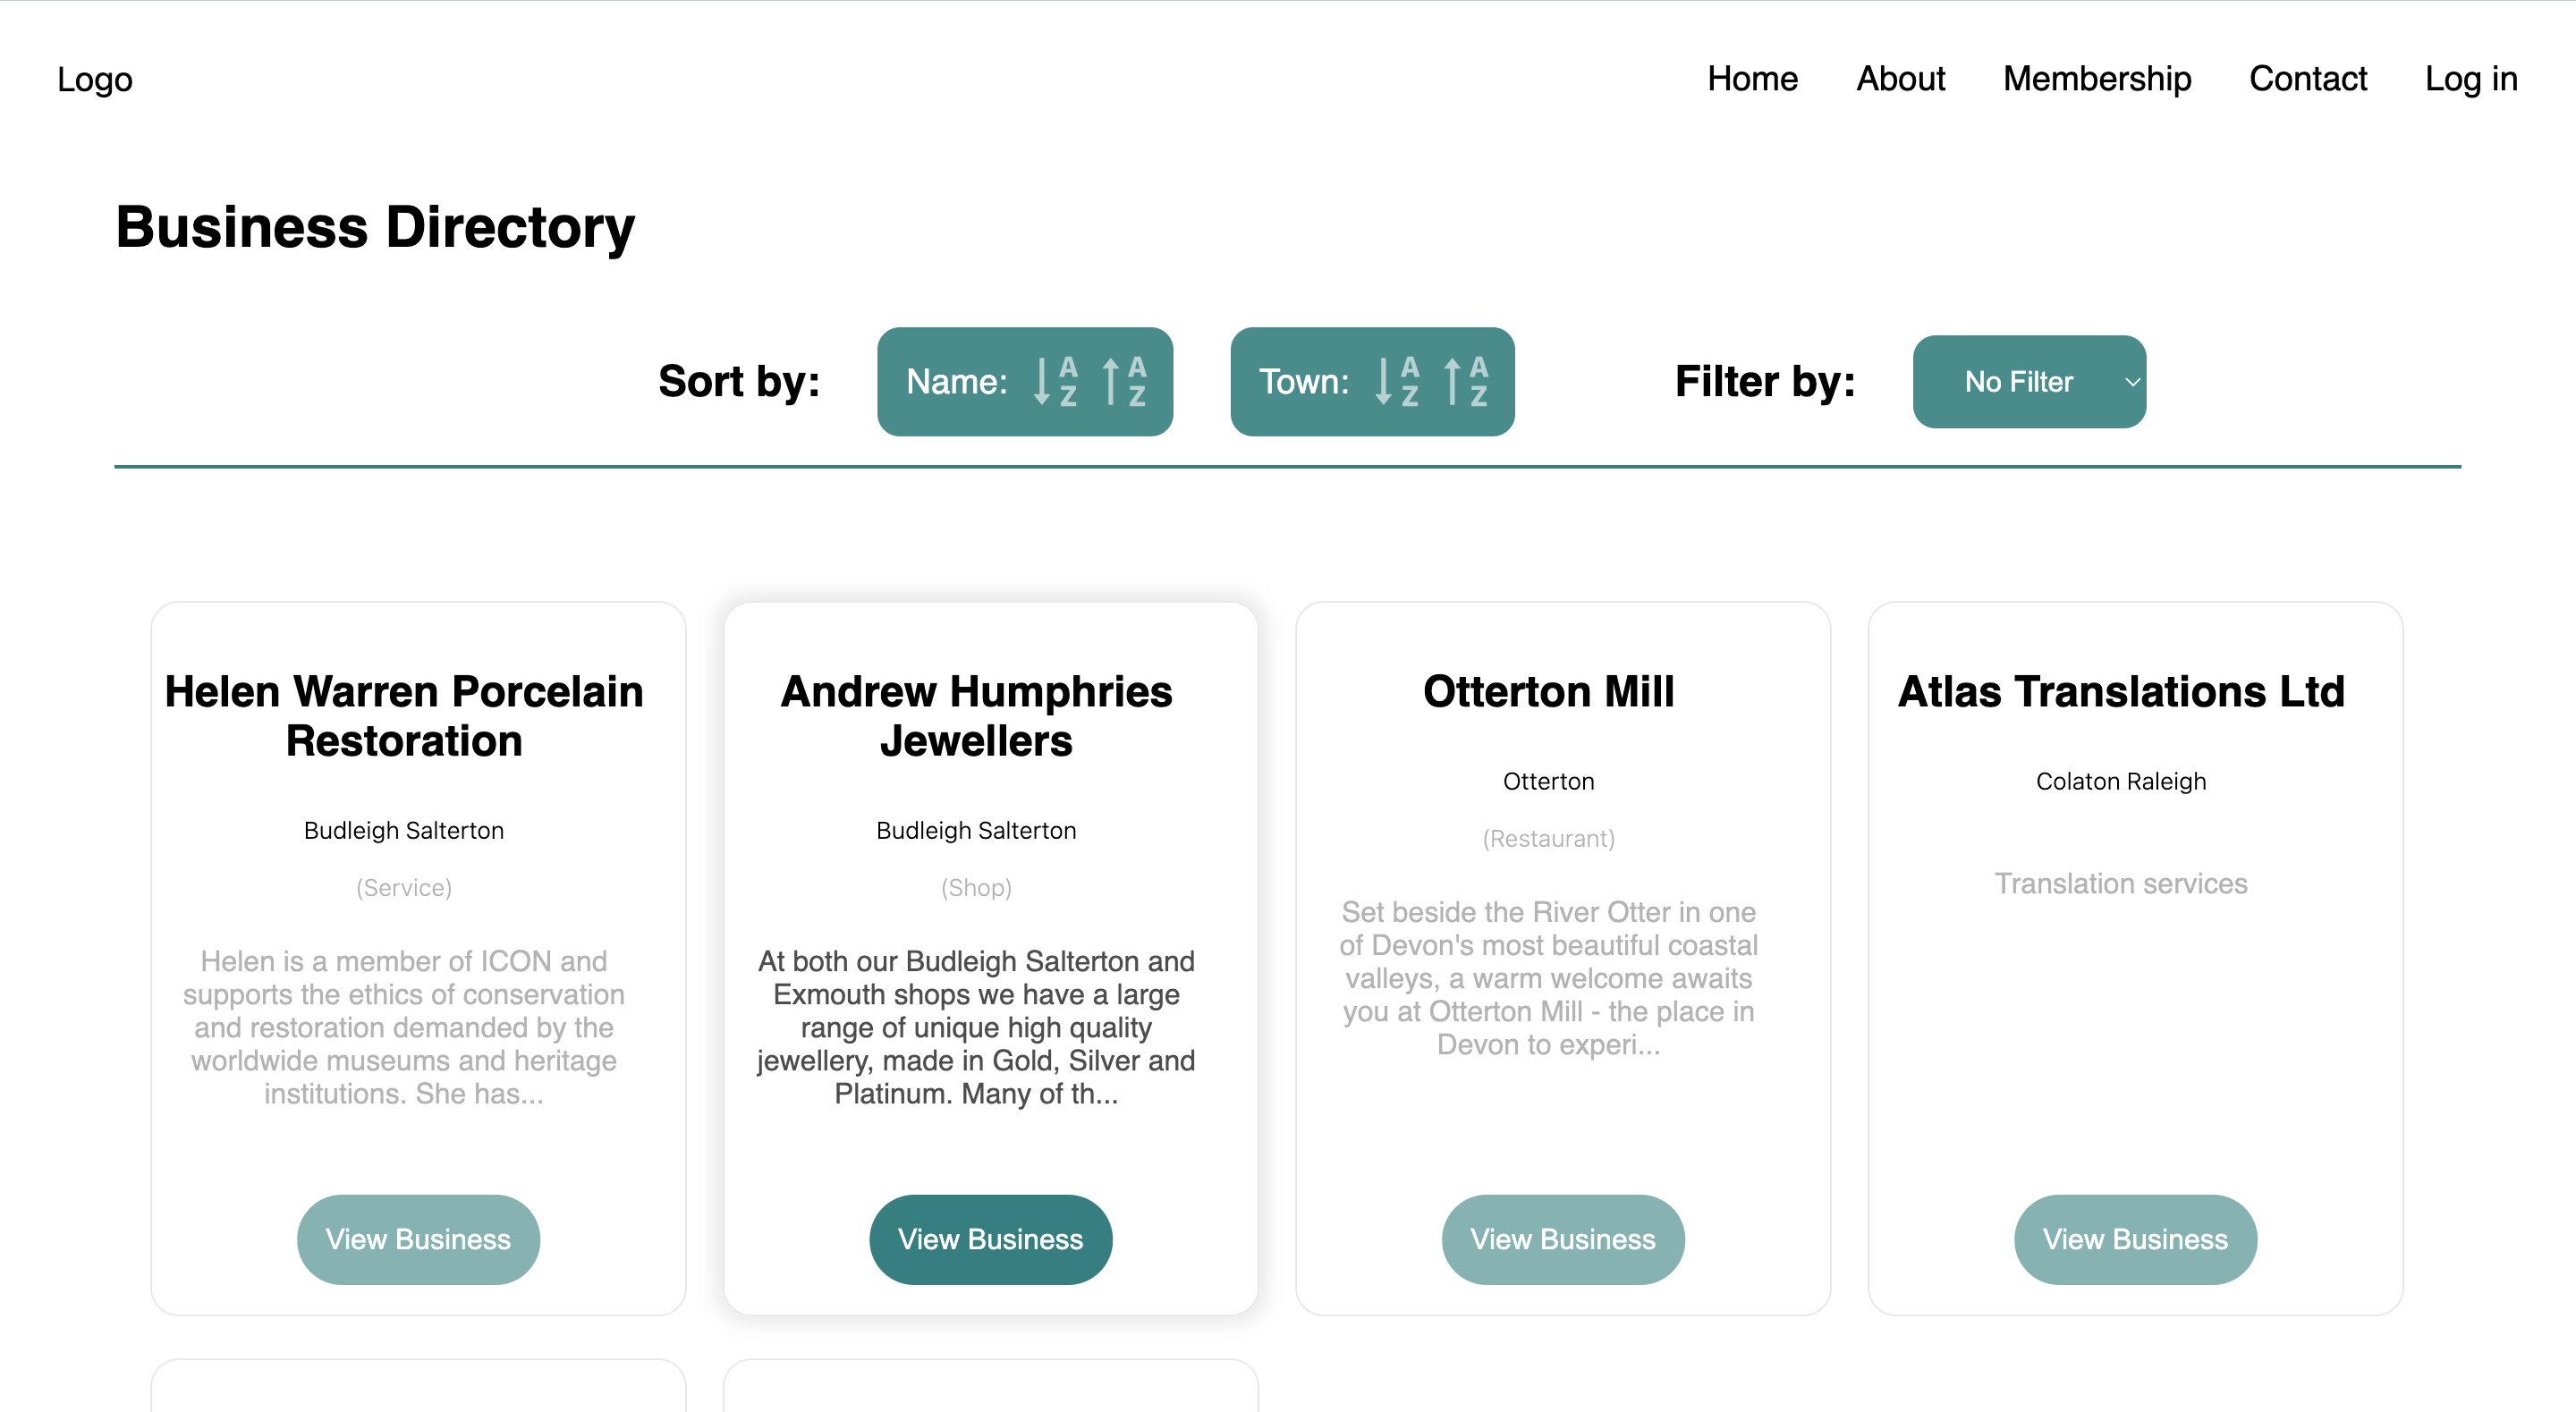 Logo
Home About Membership Contact Log in
Business Directory
Sort by: Name: A Z A Z Town: A Z A Z Filter by: No Filter
Helen Warren Porcelain
Restoration
Budleigh Salterton
(Service)
Helen is a member of ICON and
supports the ethics of conservation
and restoration demanded by the
worldwide museums and heritage
institutions. She has...
View Business
Andrew Humphries
Jewellers
Budleigh Salterton
(Shop)
At both our Budleigh Salterton and
Exmouth shops we have a large
range of unique high quality
jewellery, made in Gold, Silver and
Platinum. Many of th...
View Business
Otterton Mill
Otterton
(Restaurant)
Set beside the River Otter in one
of Devon's most beautiful coastal
valleys, a warm welcome awaits
you at Otterton Mill - the place in
Devon to experi...
View Business
Atlas Translations Ltd
Colaton Raleigh
Translation services
View Business